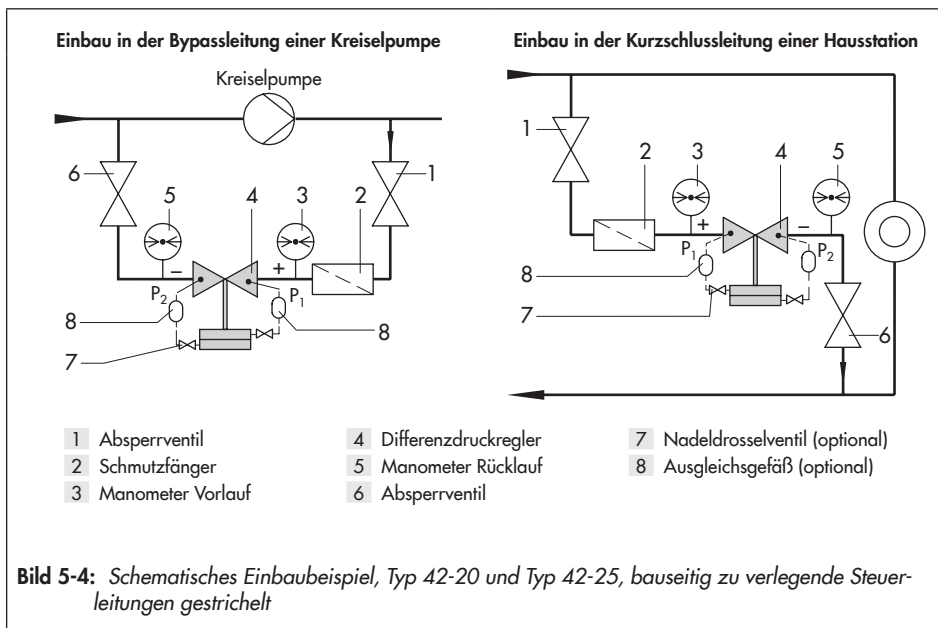 Einbau in der Bypassleitung einer Kreiselpumpe
Kreiselpumpe
6
1
5
4
3
2
–
+
P2
P1
8
8
7
Einbau in der Kurzschlussleitung einer Hausstation
1
2
3
4
5
+
–
P1
P2
8
7
6
1 Absperrventil
2 Schmutzfänger
3 Manometer Vorlauf
4 Differenzdruckregler
5 Manometer Rücklauf
6 Absperrventil
7 Nadeldrosselventil (optional)
8 Ausgleichsgefäß (optional)
Bild 5-4: Schematisches Einbaubeispiel, Typ 42-20 und Typ 42-25, bauseitig zu verlegende Steuer-
leitungen gestrichelt